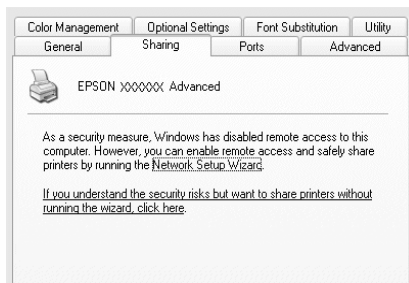 Color Management Optional Settings Font Substitution Utility
General Sharing Ports Advanced
EPSON XXXXXX Advanced
As a security measure, Windows has disabled remote access to this
computer. However, you can enable remote access and safely share
printers by running the Network Setup Wizard.
If you understand the security risks but want to share printers without
running the wizard, click here.